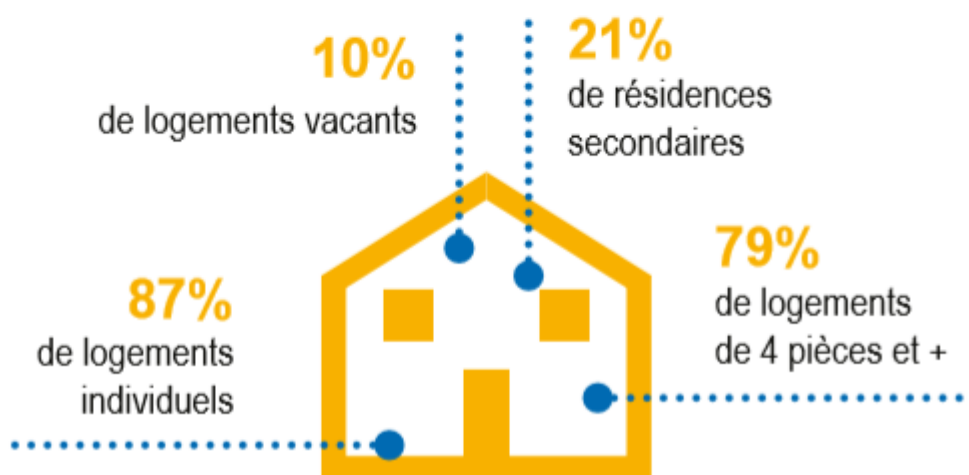 10%
de logements vacants
21%
de résidences
secondaires
87%
de logements
individuels
79%
de logements
de 4 pièces et +